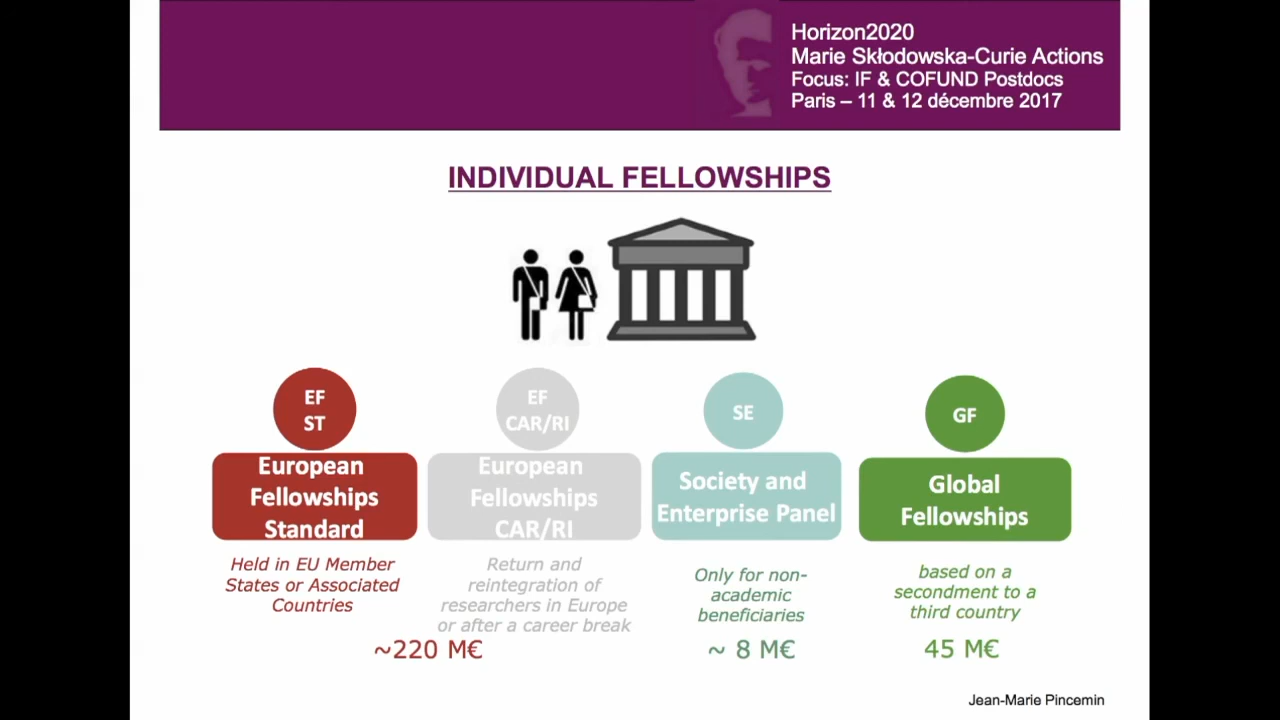 Horizon2020
Marie Skłodowska-Curie Actions
Focus: IF & COFUND Postdocs
Paris – 11 & 12 décembre 2017
INDIVIDUAL FELLOWSHIPS
EF
ST
European
Fellowships
Standard
Held in EU Member
States or Associated
Countries
EF
CAR/RI
European
Fellowships
CAR/RI
Return and
reintegration of
researchers in Europe
or after a career break
~220 M€
SE
Society and
Enterprise Panel
Only for non-
academic
beneficiaries
~ 8 M€
GF
Global
Fellowships
based on a
secondment to a
third country
45 M€
Jean-Marie Pincemin